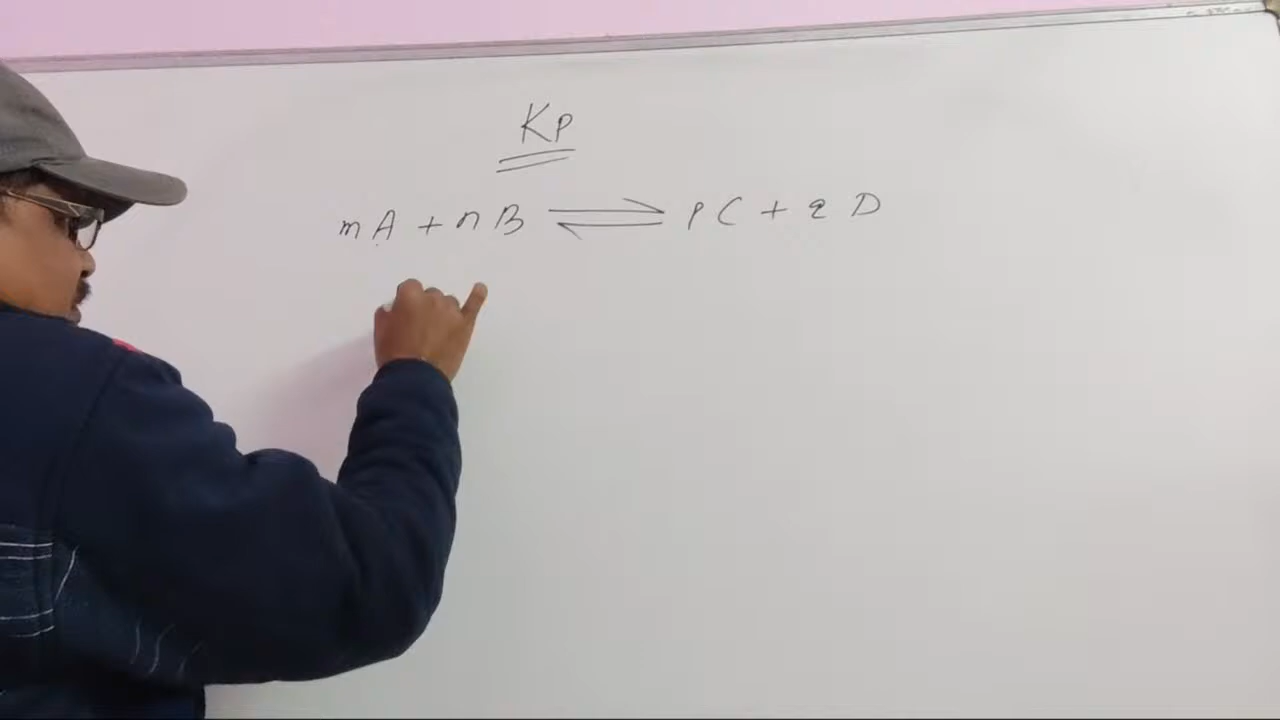 Kp
mA + nB ⇌ pC + qD